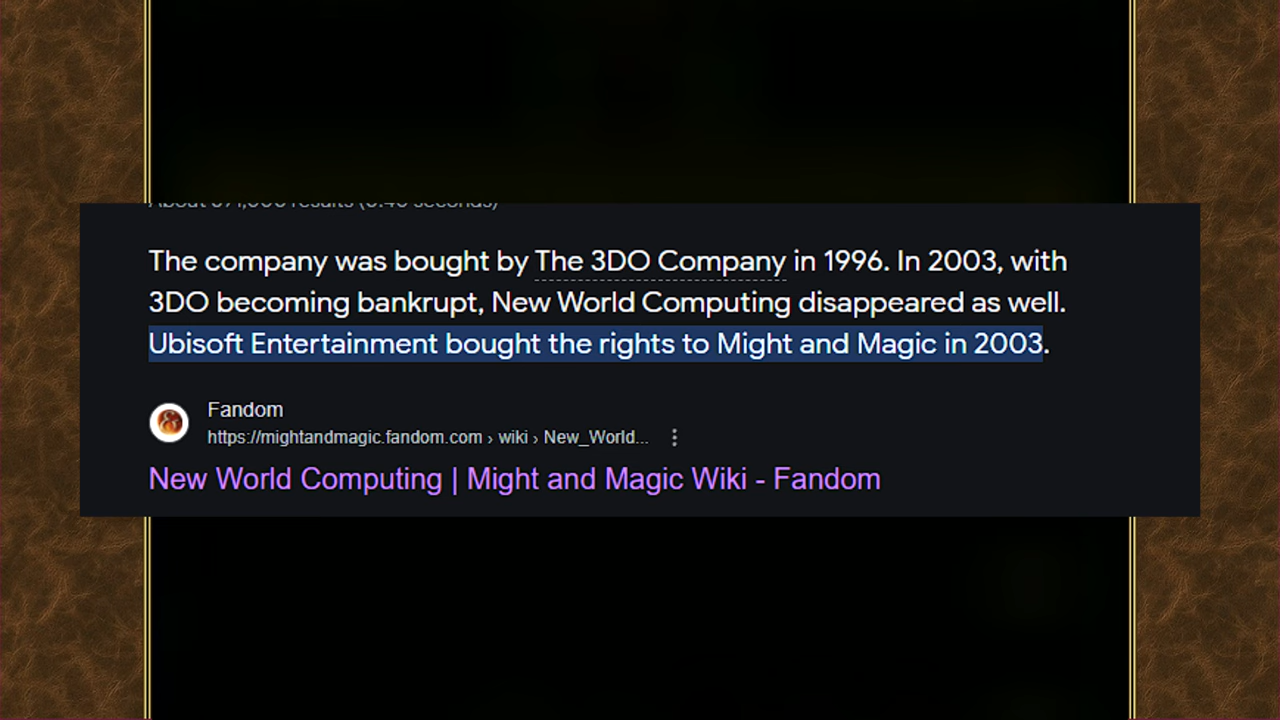 The company was bought by The 3DO Company in 1996. In 2003, with
3DO becoming bankrupt, New World Computing disappeared as well.
Ubisoft Entertainment bought the rights to Might and Magic in 2003.
Fandom
https://mightandmagic.fandom.com › wiki › New_World...
New World Computing | Might and Magic Wiki - Fandom